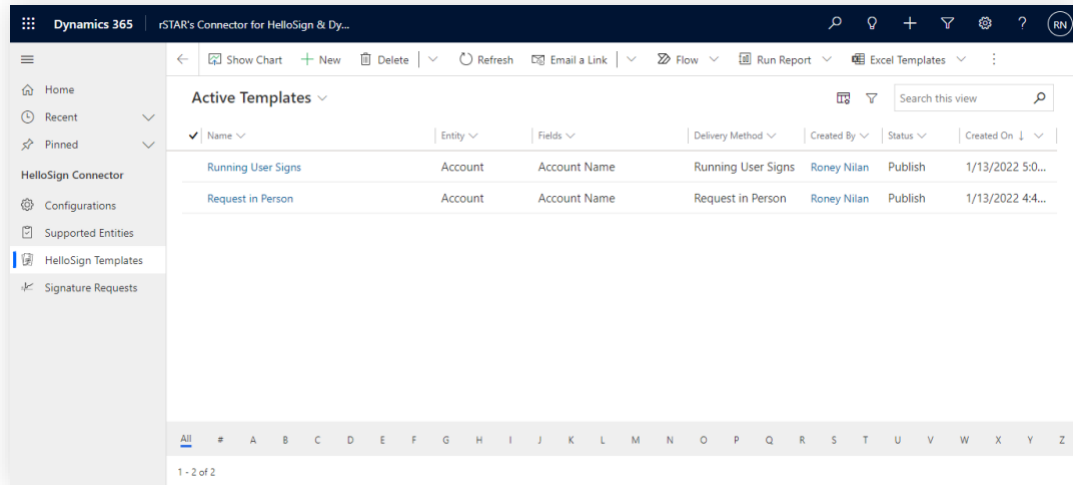 Dynamics 365 rSTAR's Connector for HelloSign & Dy... ? RN
Show Chart New Delete Refresh Email a Link Flow Run Report Excel Templates
Home
Recent
Pinned
HelloSign Connector
Configurations
Supported Entities
HelloSign Templates
Signature Requests
Active Templates Search this view
Name Entity Fields Delivery Method Created By Status Created On ↓
Running User Signs Account Account Name Running User Signs Roney Nilan Publish 1/13/2022 5:0...
Request in Person Account Account Name Request in Person Roney Nilan Publish 1/13/2022 4:4...
All # A B C D E F G H I J K L M N O P Q R S T U V W X Y Z
1 - 2 of 2